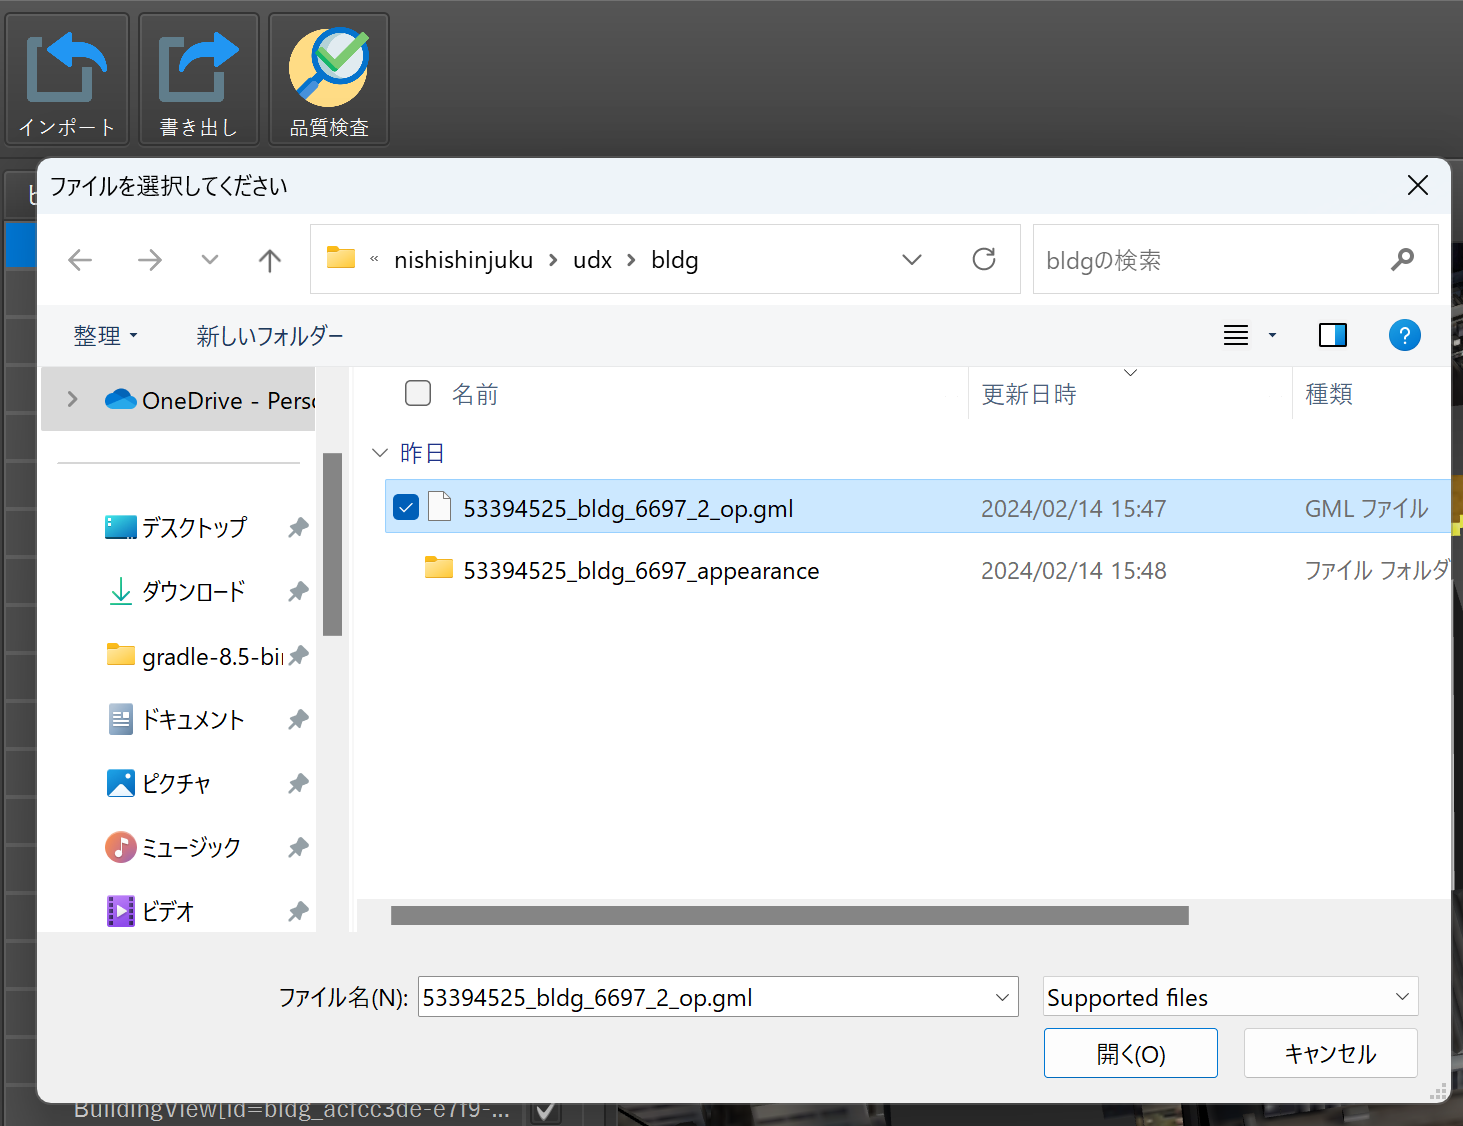 インポート
書き出し
品質検査
ファイルを選択してください
« nishishinjuku > udx > bldg
bldgの検索
整理
新しいフォルダー
OneDrive - Perso
名前
更新日時
種類
昨日
53394525_bldg_6697_2_op.gml
2024/02/14 15:47
GML ファイル
53394525_bldg_6697_appearance
2024/02/14 15:48
ファイル フォルダ
デスクトップ
ダウンロード
gradle-8.5-bin
ドキュメント
ピクチャ
ミュージック
ビデオ
ファイル名(N):
53394525_bldg_6697_2_op.gml
Supported files
開く(O)
キャンセル
BuildingView[id=bldg_acfcc3de-e7f9-...